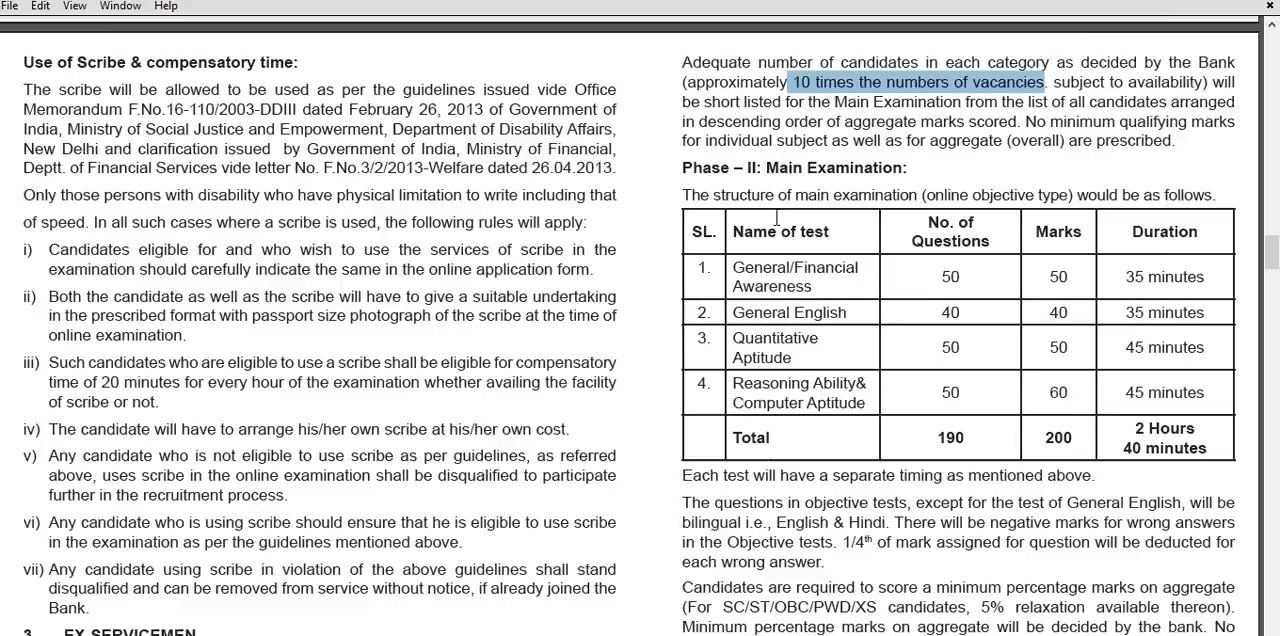 File Edit View Window Help
Use of Scribe & compensatory time:
The scribe will be allowed to be used as per the guidelines issued vide Office
Memorandum F.No.16-110/2003-DDIII dated February 26, 2013 of Government of
India, Ministry of Social Justice and Empowerment, Department of Disability Affairs,
New Delhi and clarification issued by Government of India, Ministry of Financial,
Deptt. of Financial Services vide letter No. F.No.3/2/2013-Welfare dated 26.04.2013.
Only those persons with disability who have physical limitation to write including that
of speed. In all such cases where a scribe is used, the following rules will apply:
i) Candidates eligible for and who wish to use the services of scribe in the
examination should carefully indicate the same in the online application form.
ii) Both the candidate as well as the scribe will have to give a suitable undertaking
in the prescribed format with passport size photograph of the scribe at the time of
online examination.
iii) Such candidates who are eligible to use a scribe shall be eligible for compensatory
time of 20 minutes for every hour of the examination whether availing the facility
of scribe or not.
iv) The candidate will have to arrange his/her own scribe at his/her own cost.
v) Any candidate who is not eligible to use scribe as per guidelines, as referred
above, uses scribe in the online examination shall be disqualified to participate
further in the recruitment process.
vi) Any candidate who is using scribe should ensure that he is eligible to use scribe
in the examination as per the guidelines mentioned above.
vii) Any candidate using scribe in violation of the above guidelines shall stand
disqualified and can be removed from service without notice, if already joined the
Bank.
3. EX SERVICEMEN
Adequate number of candidates in each category as decided by the Bank
(approximately 10 times the numbers of vacancies. subject to availability) will
be short listed for the Main Examination from the list of all candidates arranged
in descending order of aggregate marks scored. No minimum qualifying marks
for individual subject as well as for aggregate (overall) are prescribed.
Phase – II: Main Examination:
The structure of main examination (online objective type) would be as follows.
SL. Name of test No. of Questions Marks Duration
1. General/Financial Awareness 50 50 35 minutes
2. General English 40 40 35 minutes
3. Quantitative Aptitude 50 50 45 minutes
4. Reasoning Ability& Computer Aptitude 50 60 45 minutes
Total 190 200 2 Hours 40 minutes
Each test will have a separate timing as mentioned above.
The questions in objective tests, except for the test of General English, will be
bilingual i.e., English & Hindi. There will be negative marks for wrong answers
in the Objective tests. 1/4th of mark assigned for question will be deducted for
each wrong answer.
Candidates are required to score a minimum percentage marks on aggregate
(For SC/ST/OBC/PWD/XS candidates, 5% relaxation available thereon).
Minimum percentage marks on aggregate will be decided by the bank. No